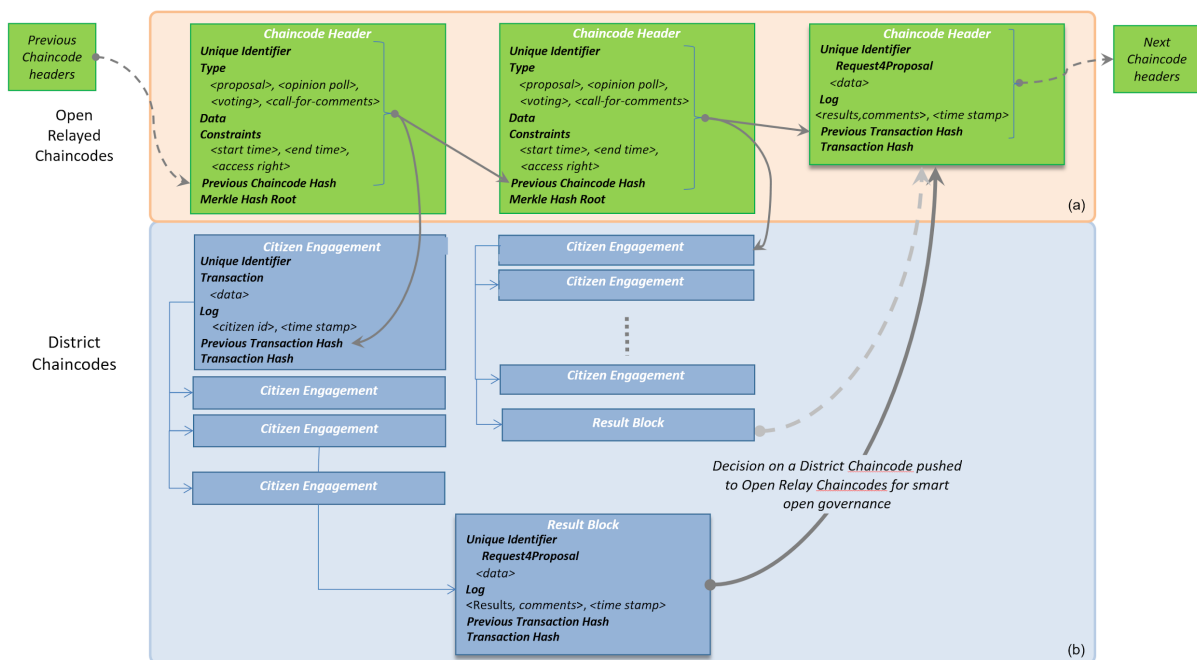 Previous
Chaincode
headers
Open
Relayed
Chaincodes
Chaincode Header
Unique Identifier
Type
<proposal>, <opinion poll>,
<voting>, <call-for-comments>
Data
Constraints
<start time>, <end time>,
<access right>
Previous Chaincode Hash
Merkle Hash Root
Chaincode Header
Unique Identifier
Type
<proposal>, <opinion poll>,
<voting>, <call-for-comments>
Data
Constraints
<start time>, <end time>,
<access right>
Previous Chaincode Hash
Merkle Hash Root
Chaincode Header
Unique Identifier
Request4Proposal
<data>
Log
<results,comments>, <time stamp>
Previous Transaction Hash
Transaction Hash
Next
Chaincode
headers
(a)
District
Chaincodes
Citizen Engagement
Unique Identifier
Transaction
<data>
Log
<citizen id>, <time stamp>
Previous Transaction Hash
Transaction Hash
Citizen Engagement
Citizen Engagement
Citizen Engagement
Citizen Engagement
Citizen Engagement
Citizen Engagement
Result Block
Decision on a District Chaincode pushed
to Open Relay Chaincodes for smart
open governance
Result Block
Unique Identifier
Request4Proposal
<data>
Log
<Results, comments>, <time stamp>
Previous Transaction Hash
Transaction Hash
(b)